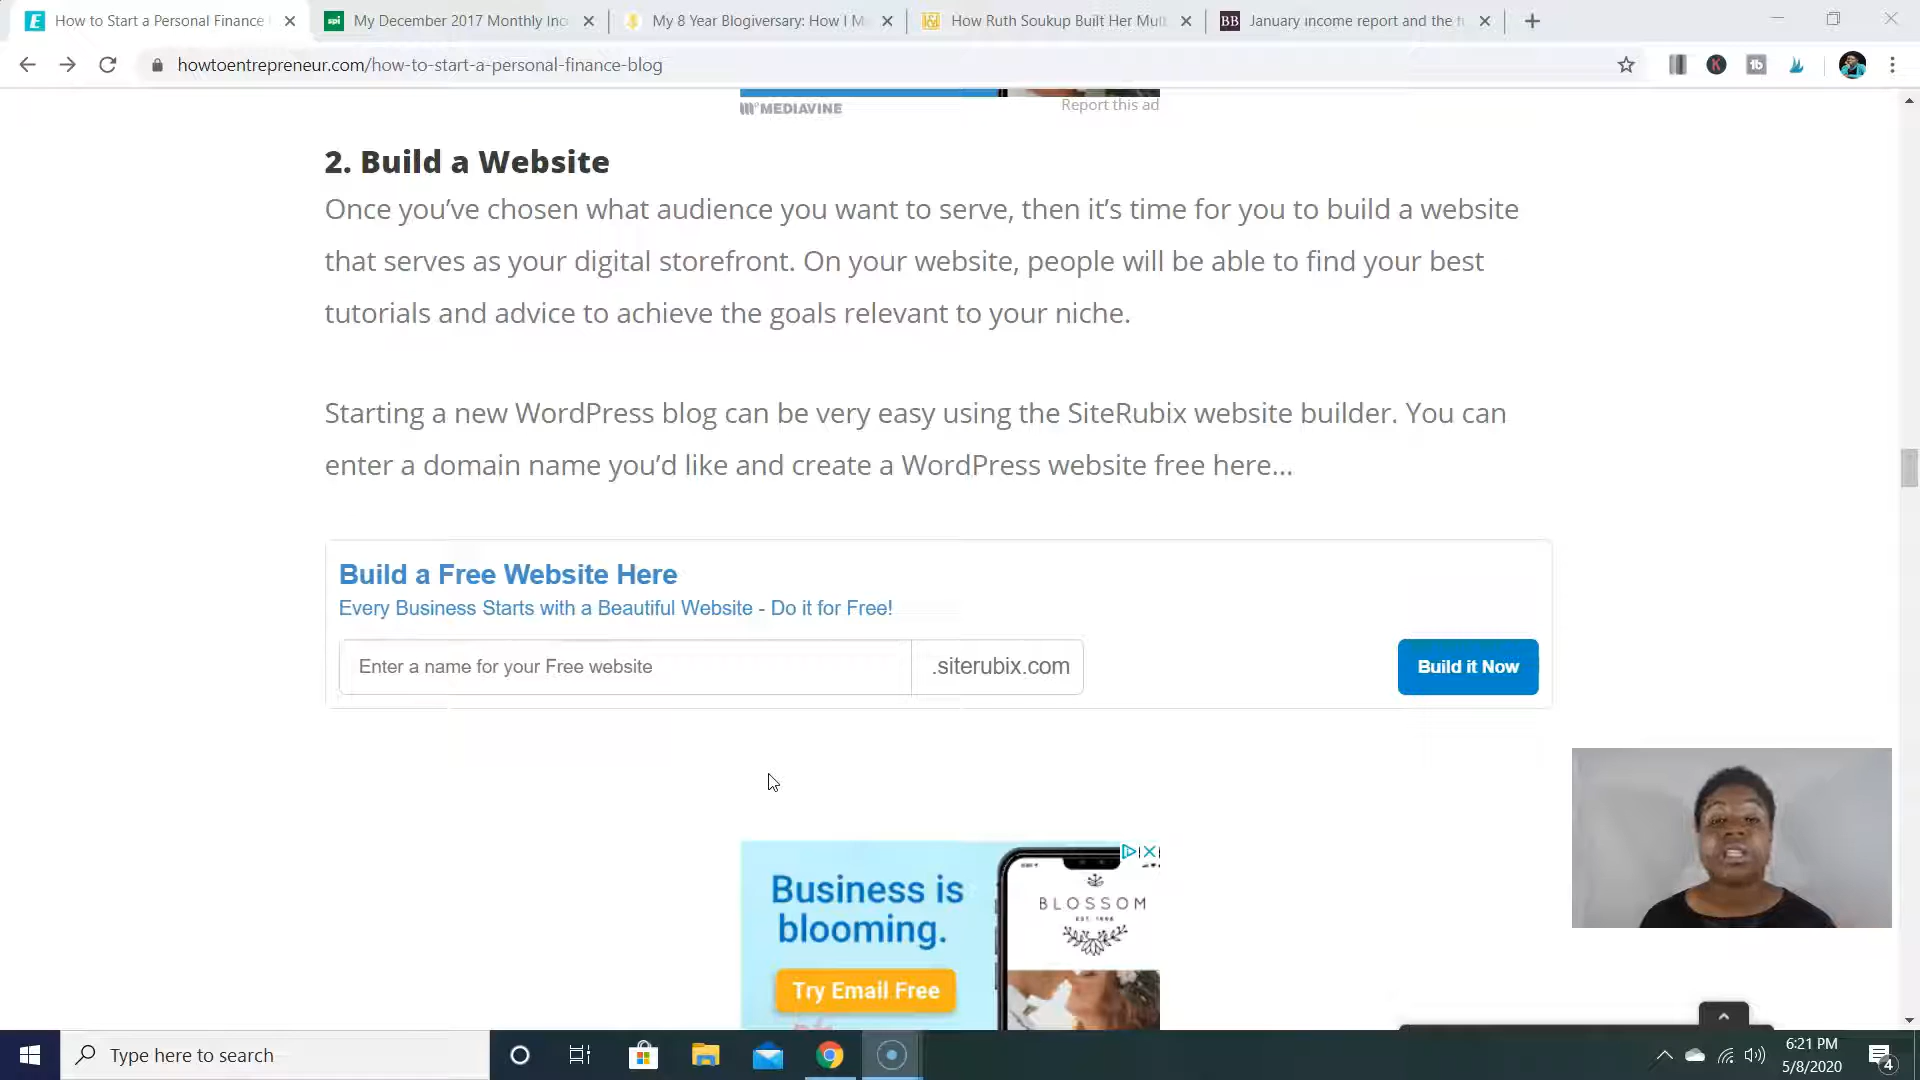 How to Start a Personal Finance
My December 2017 Monthly Inc
My 8 Year Blogiversary: How I M
How Ruth Soukup Built Her Mult
BB January income report and the f
howtoentrepreneur.com/how-to-start-a-personal-finance-blog
MEDIAVINE
Report this ad
2. Build a Website
Once you’ve chosen what audience you want to serve, then it’s time for you to build a website
that serves as your digital storefront. On your website, people will be able to find your best
tutorials and advice to achieve the goals relevant to your niche.
Starting a new WordPress blog can be very easy using the SiteRubix website builder. You can
enter a domain name you’d like and create a WordPress website free here...
Build a Free Website Here
Every Business Starts with a Beautiful Website - Do it for Free!
Enter a name for your Free website
.siterubix.com
Build it Now
Business is
blooming.
Try Email Free
BLOSSOM
EST. 1998
Type here to search
6:21 PM
5/8/2020
4